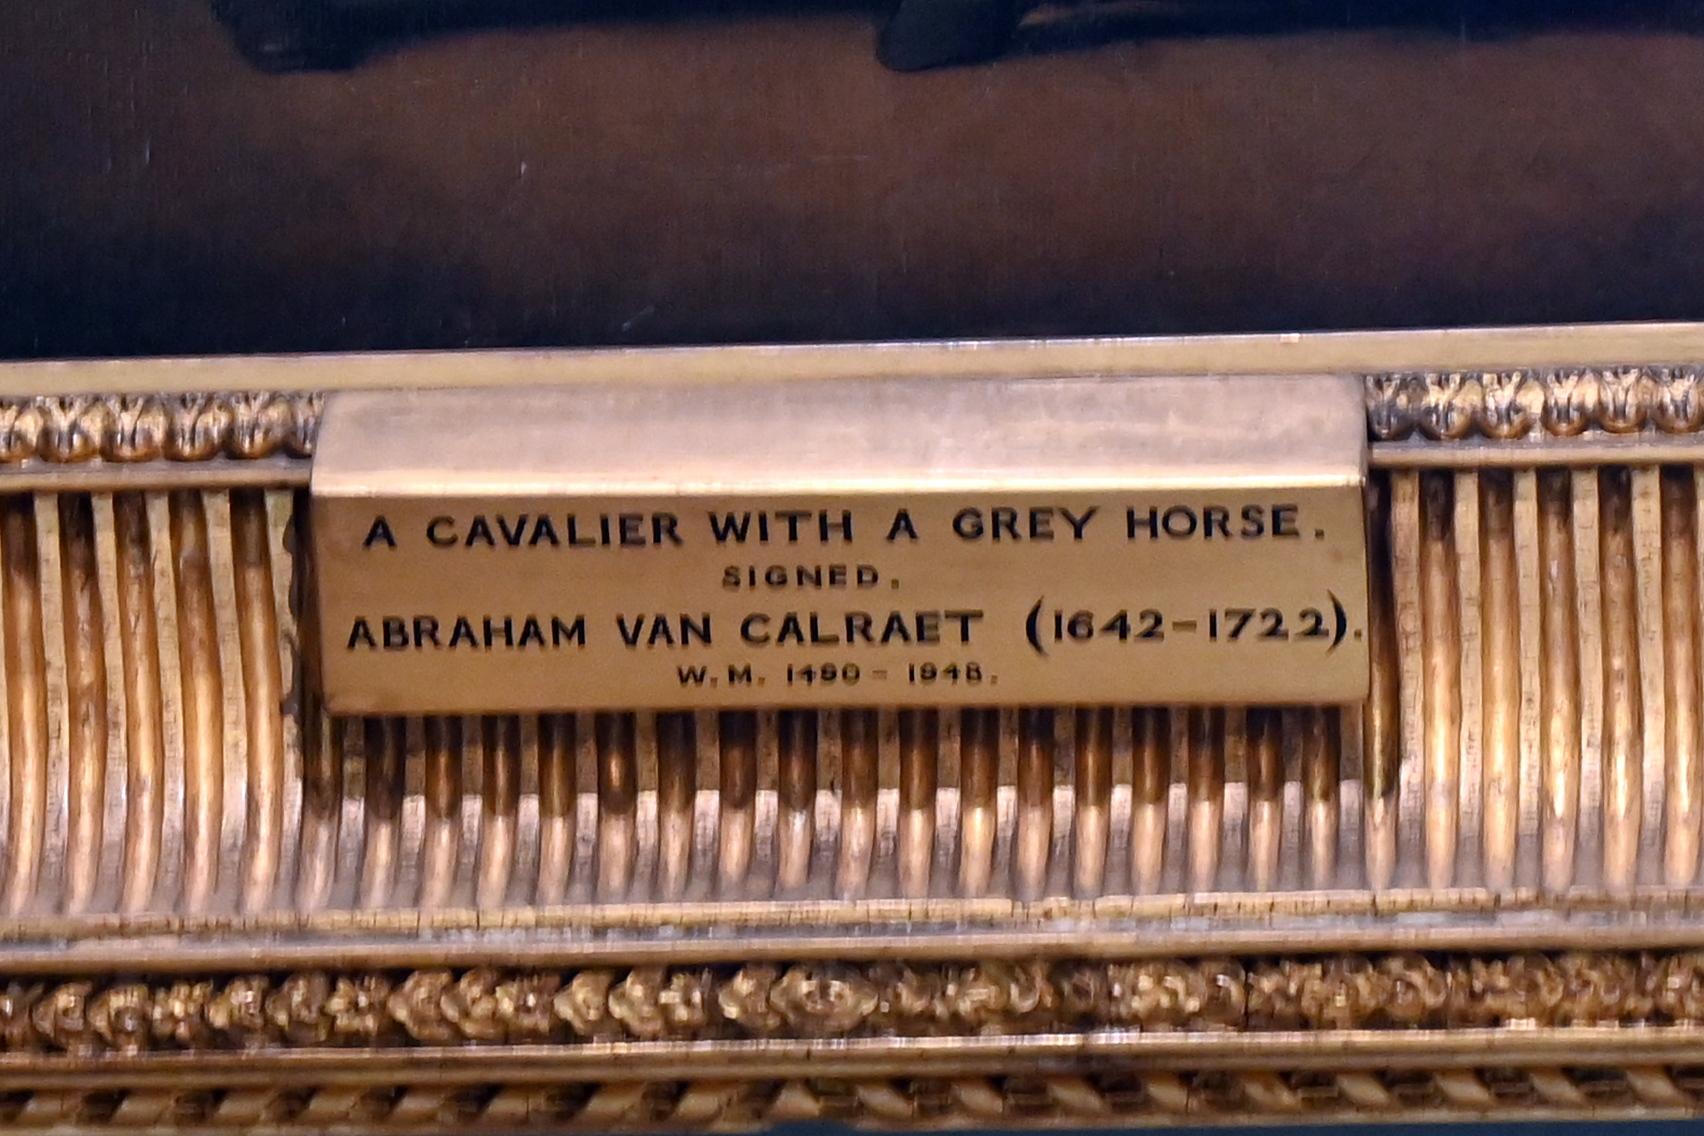 A CAVALIER WITH A GREY HORSE.
SIGNED.
ABRAHAM VAN CALRAET (1642-1722).
W.M. 1490 - 1948.